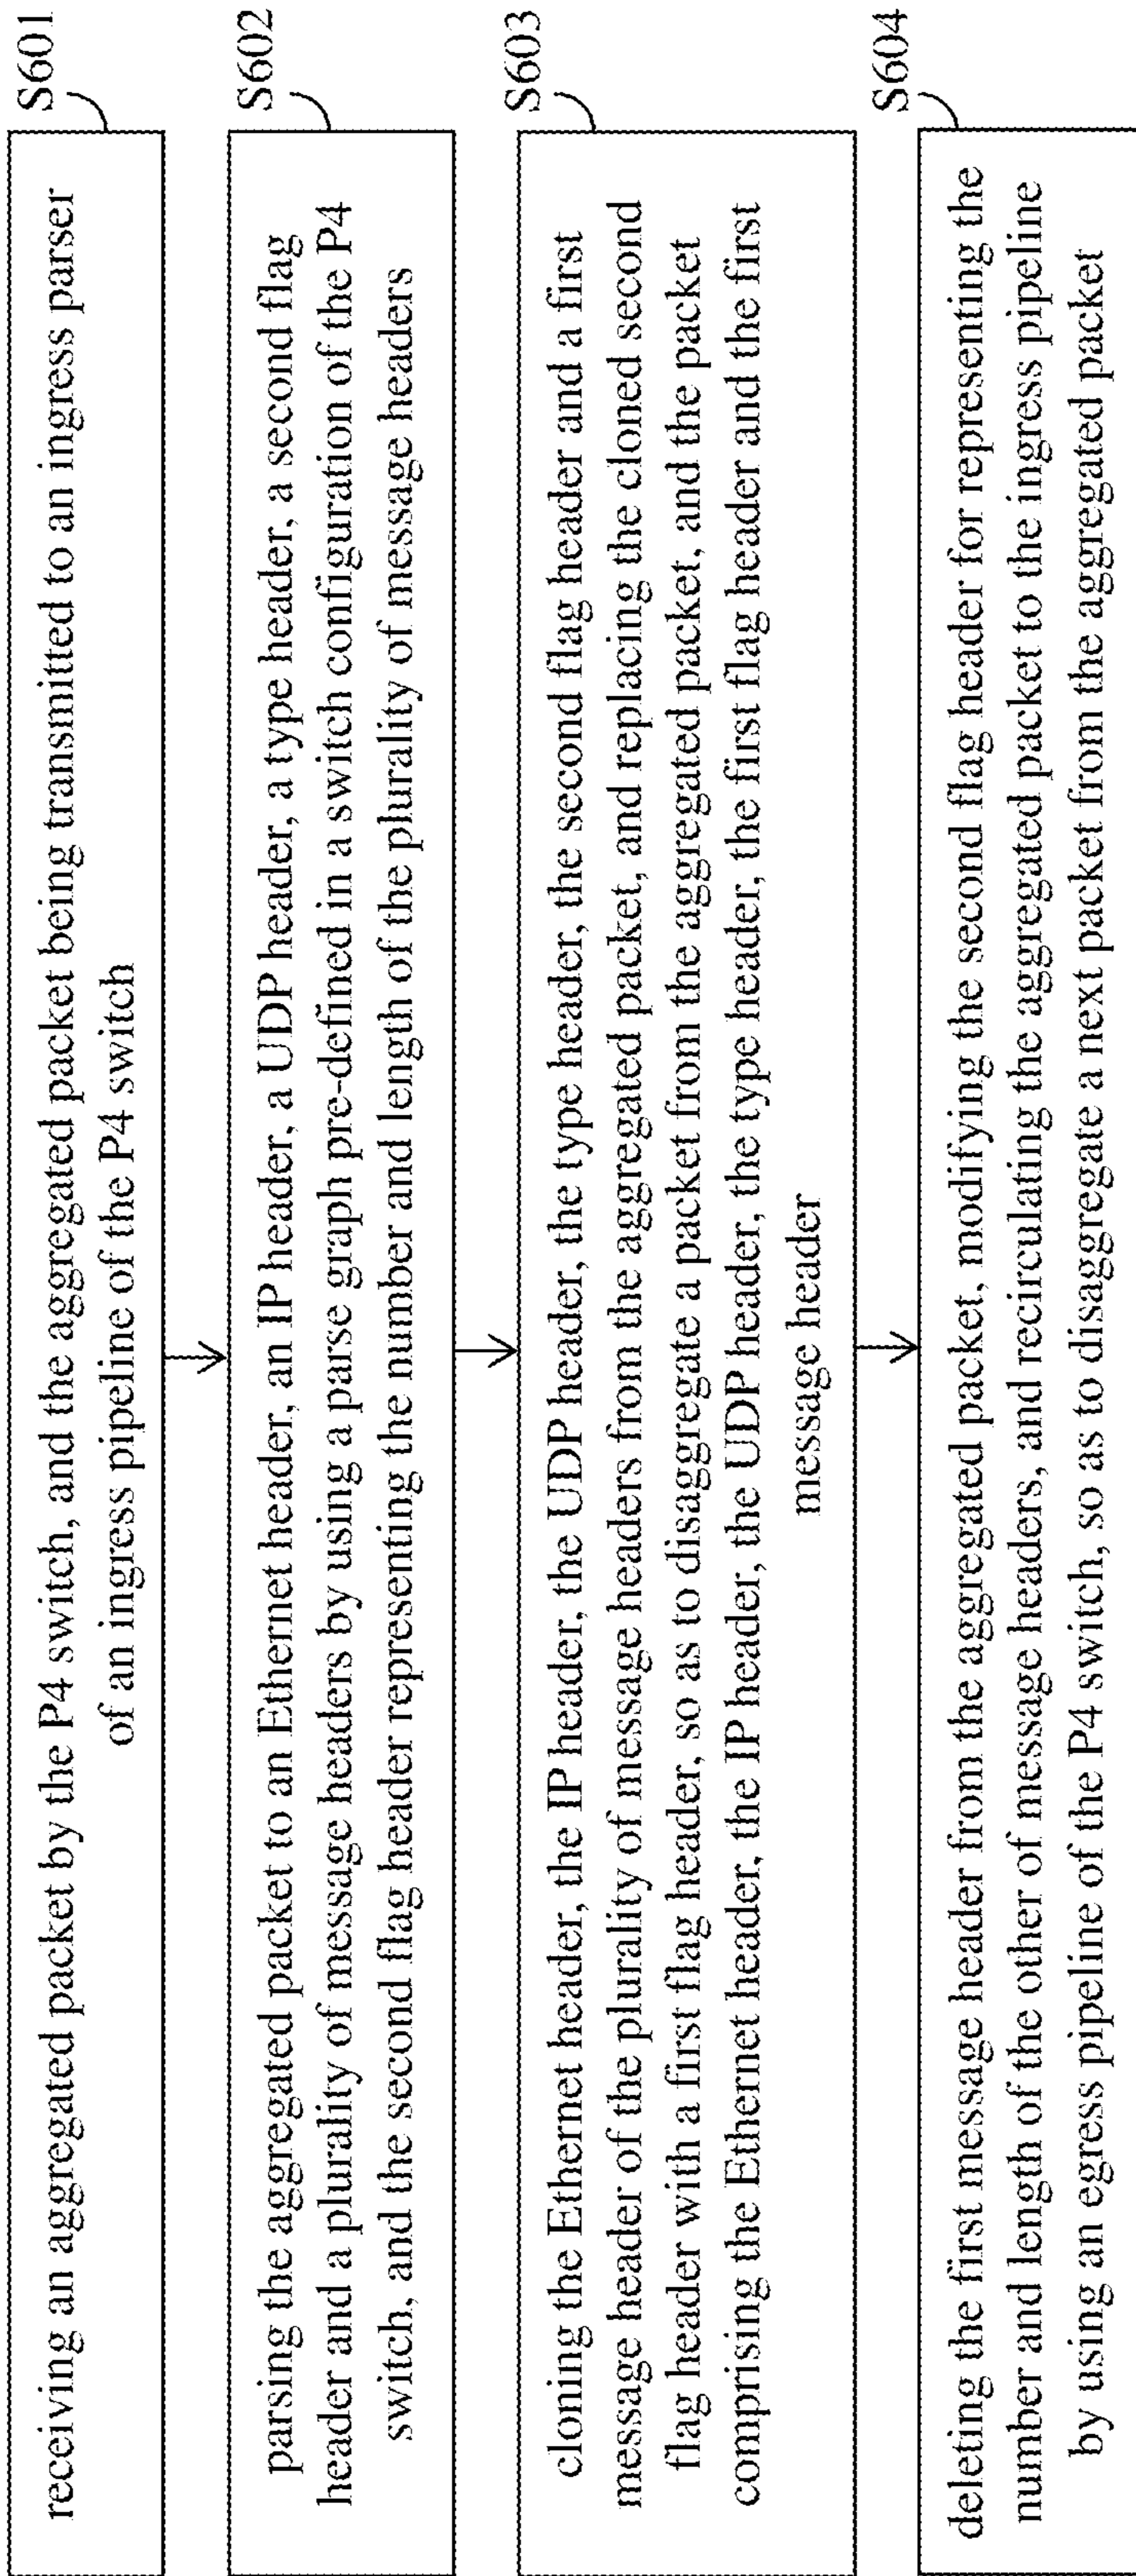 receiving an aggregated packet by the P4 switch, and the aggregated packet being transmitted to an ingress parser
of an ingress pipeline of the P4 switch
S601
parsing the aggregated packet to an Ethernet header, an IP header, a UDP header, a type header, a second flag
header and a plurality of message headers by using a parse graph pre-defined in a switch configuration of the P4
switch, and the second flag header representing the number and length of the plurality of message headers
S602
cloning the Ethernet header, the IP header, the UDP header, the type header, the second flag header and a first
message header of the plurality of message headers from the aggregated packet, and replacing the cloned second
flag header with a first flag header, so as to disaggregate a packet from the aggregated packet, and the packet
comprising the Ethernet header, the IP header, the UDP header, the type header, the first flag header and the first
message header
S603
deleting the first message header from the aggregated packet, modifying the second flag header for representing the
number and length of the other of message headers, and recirculating the aggregated packet to the ingress pipeline
by using an egress pipeline of the P4 switch, so as to disaggregate a next packet from the aggregated packet
S604